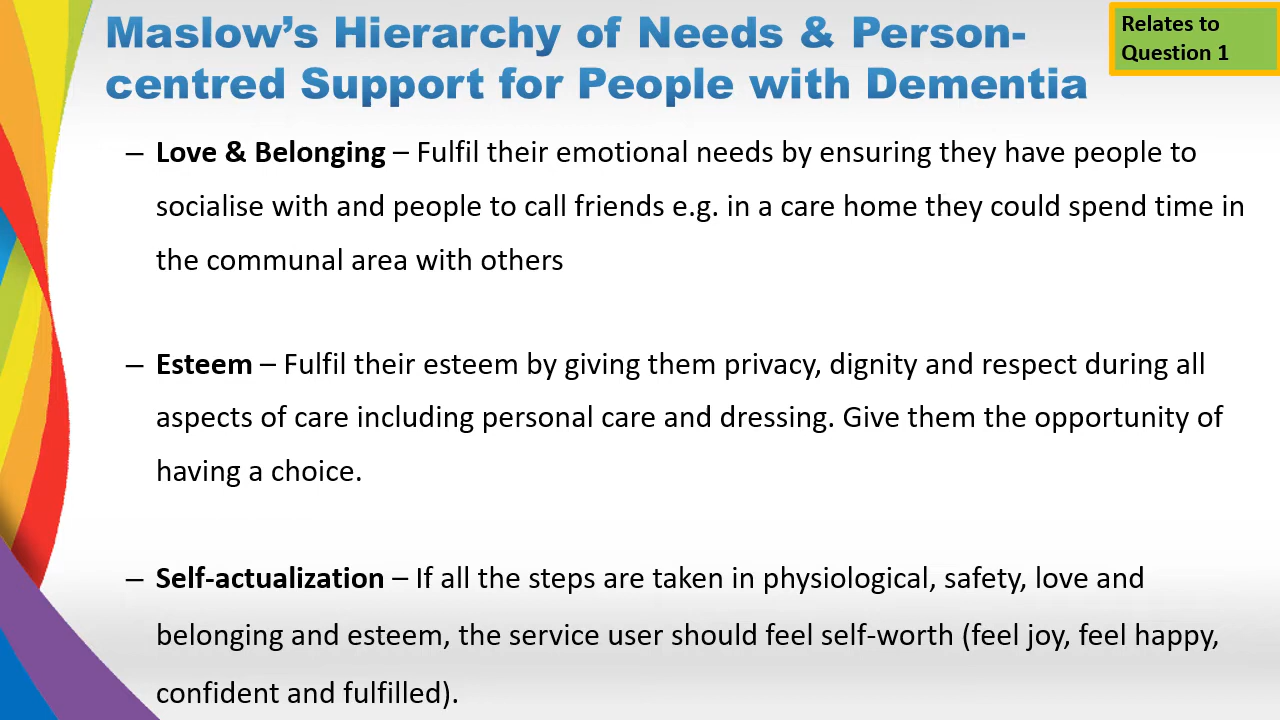 Maslow’s Hierarchy of Needs & Person-
centred Support for People with Dementia
Relates to
Question 1
– Love & Belonging – Fulfil their emotional needs by ensuring they have people to
socialise with and people to call friends e.g. in a care home they could spend time in
the communal area with others
– Esteem – Fulfil their esteem by giving them privacy, dignity and respect during all
aspects of care including personal care and dressing. Give them the opportunity of
having a choice.
– Self-actualization – If all the steps are taken in physiological, safety, love and
belonging and esteem, the service user should feel self-worth (feel joy, feel happy,
confident and fulfilled).